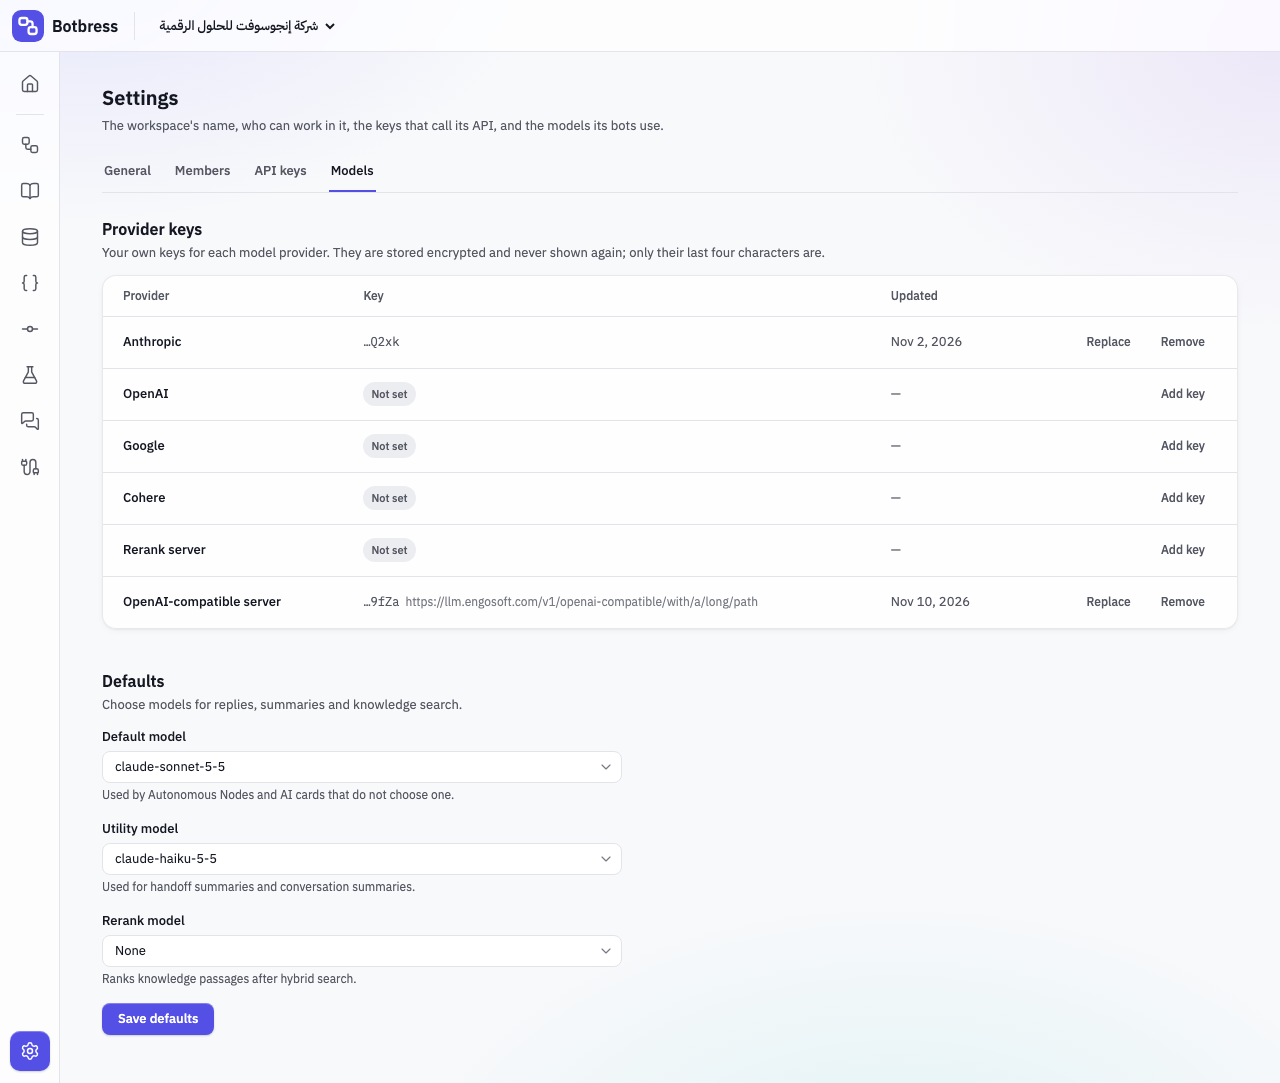 Botbress
شركة إنجوسوفت للحلول الرقمية
Settings
The workspace's name, who can work in it, the keys that call its API, and the models its bots use.
General Members API keys Models
Provider keys
Your own keys for each model provider. They are stored encrypted and never shown again; only their last four characters are.
Provider Key Updated
Anthropic …Q2xk Nov 2, 2026 Replace Remove
OpenAI Not set — Add key
Google Not set — Add key
Cohere Not set — Add key
Rerank server Not set — Add key
OpenAI-compatible server …9fZa https://llm.engosoft.com/v1/openai-compatible/with/a/long/path Nov 10, 2026 Replace Remove
Defaults
Choose models for replies, summaries and knowledge search.
Default model
claude-sonnet-5-5
Used by Autonomous Nodes and AI cards that do not choose one.
Utility model
claude-haiku-5-5
Used for handoff summaries and conversation summaries.
Rerank model
None
Ranks knowledge passages after hybrid search.
Save defaults